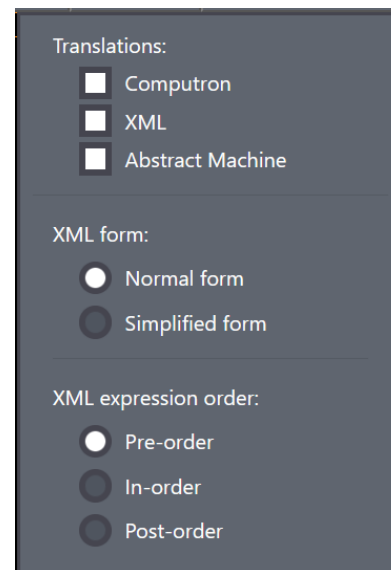 Translations:
Computron
XML
Abstract Machine
XML form:
Normal form
Simplified form
XML expression order:
Pre-order
In-order
Post-order